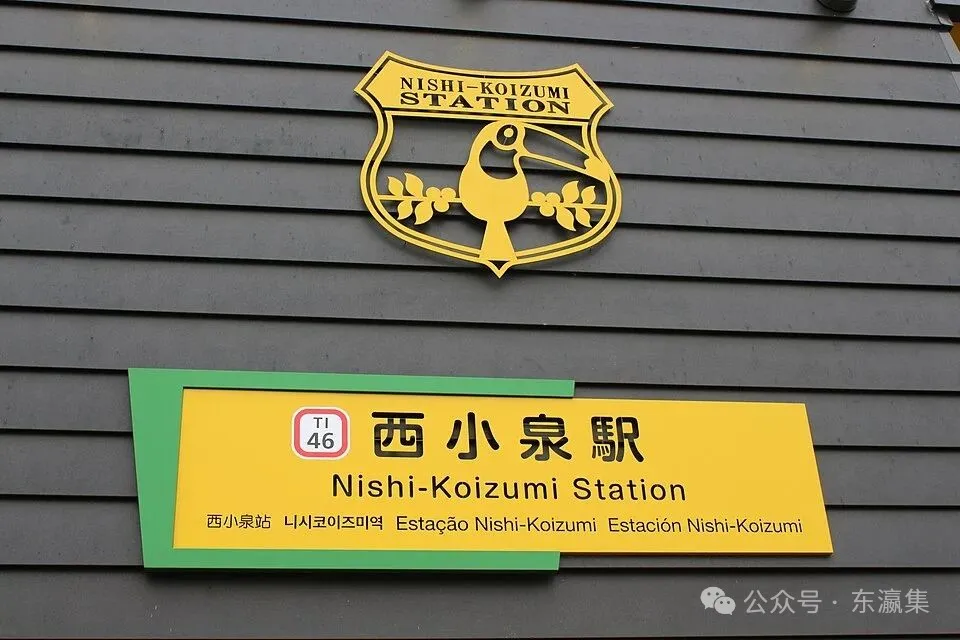 NISHI-KOIZUMI
STATION
TI
46
西小泉駅
Nishi-Koizumi Station
西小泉站 니시코이즈미역 Estação Nishi-Koizumi Estación Nishi-Koizumi
公众号 · 东瀛集